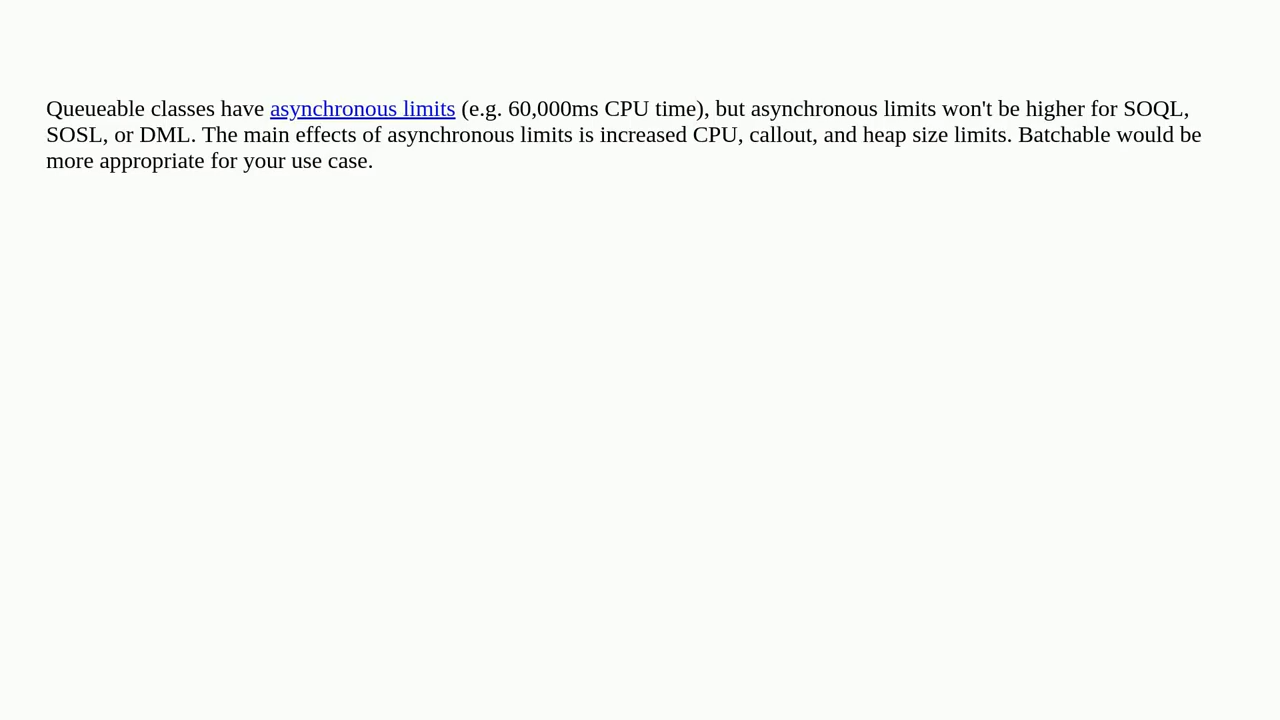 Queueable classes have asynchronous limits (e.g. 60,000ms CPU time), but asynchronous limits won't be higher for SOQL,
SOSL, or DML. The main effects of asynchronous limits is increased CPU, callout, and heap size limits. Batchable would be
more appropriate for your use case.